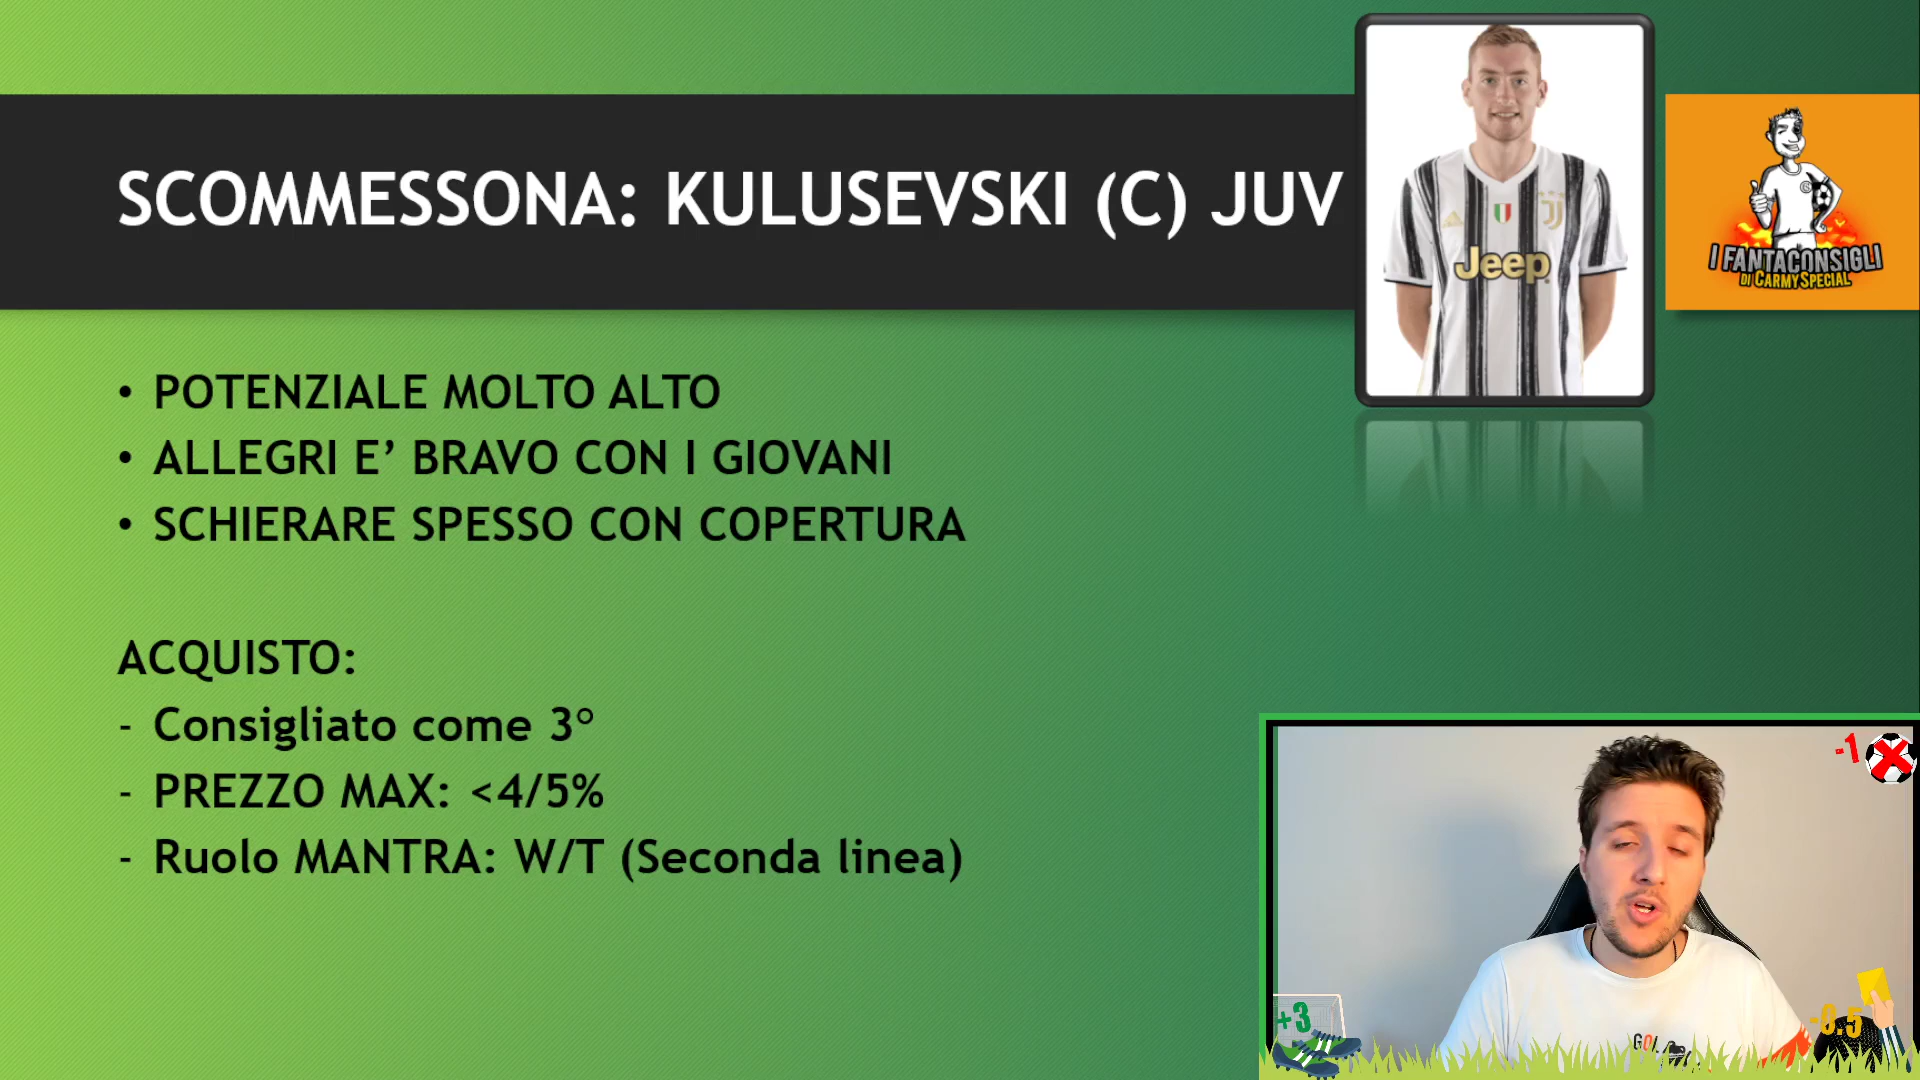 SCOMMESSONA: KULUSEVSKI (C) JUV
Jeep
I FANTACONSIGLI
DI CARMYSPECIAL
• POTENZIALE MOLTO ALTO
• ALLEGRI E’ BRAVO CON I GIOVANI
• SCHIERARE SPESSO CON COPERTURA
ACQUISTO:
- Consigliato come 3°
- PREZZO MAX: <4/5%
- Ruolo MANTRA: W/T (Seconda linea)
-1
+3
-0.5
GOL